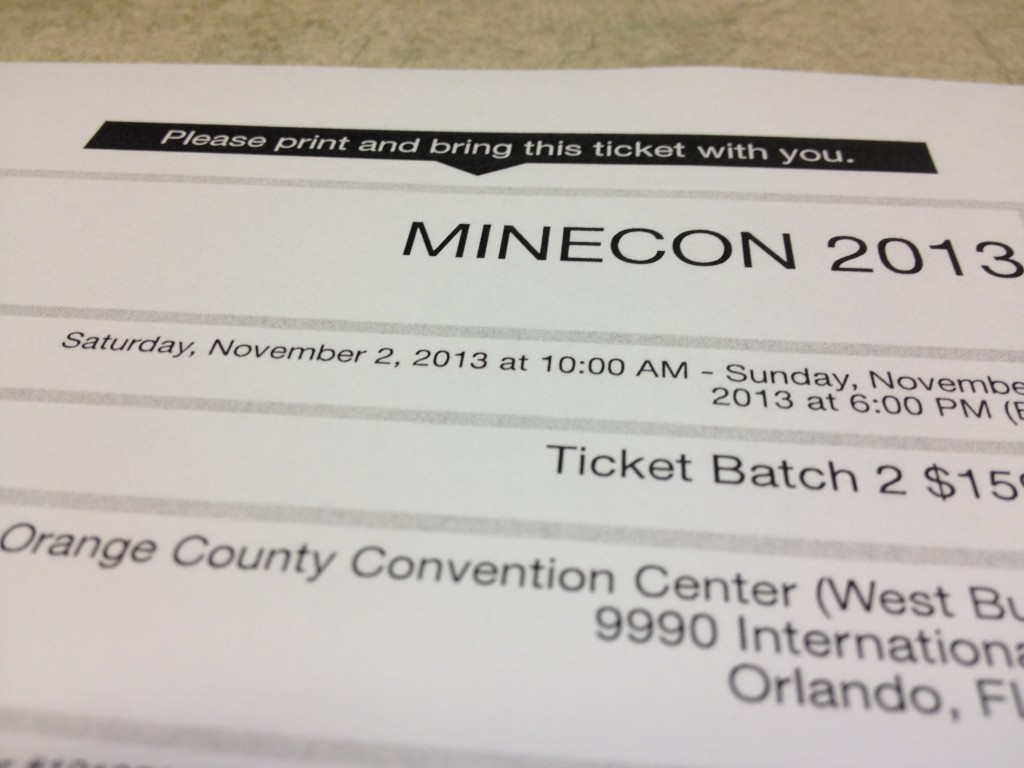 Please print and bring this ticket with you.
MINECON 2013
Saturday, November 2, 2013 at 10:00 AM - Sunday, Novembe
2013 at 6:00 PM (E
Ticket Batch 2 $15
Orange County Convention Center (West Bu
9990 Internationa
Orlando, Fl